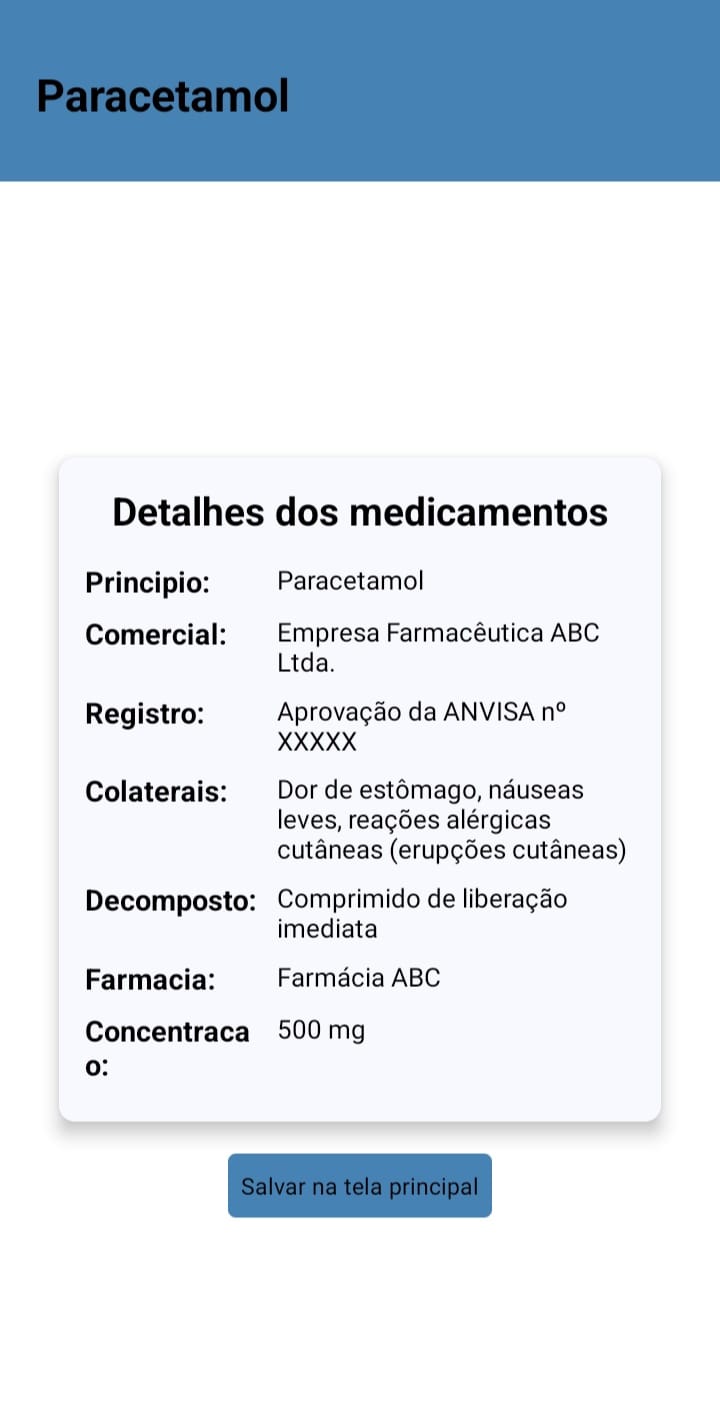 Paracetamol
Detalhes dos medicamentos
Principio: Paracetamol
Comercial: Empresa Farmacêutica ABC
Ltda.
Registro: Aprovação da ANVISA nº
XXXXX
Colaterais: Dor de estômago, náuseas
leves, reações alérgicas
cutâneas (erupções cutâneas)
Decomposto: Comprimido de liberação
imediata
Farmacia: Farmácia ABC
Concentraca 500 mg
o:
Salvar na tela principal